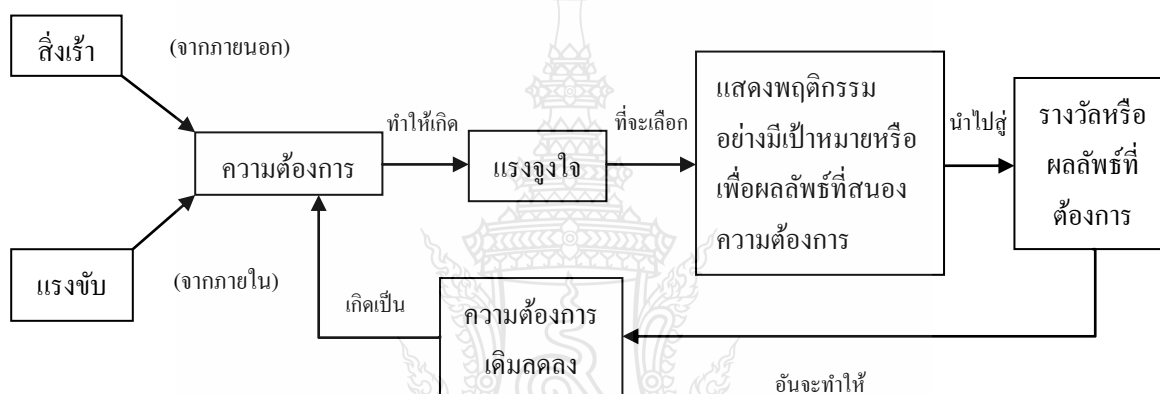 สิ่งเร้า
(จากภายนอก)
ความต้องการ
แรงขับ
(จากภายใน)
ทำให้เกิด
แรงจูงใจ
ที่จะเลือก
แสดงพฤติกรรม
อย่างมีเป้าหมายหรือ
เพื่อผลลัพธ์ที่สนอง
ความต้องการ
นำไปสู่
รางวัลหรือ
ผลลัพธ์ที่
ต้องการ
อันจะทำให้
ความต้องการ
เดิมลดลง
เกิดเป็น